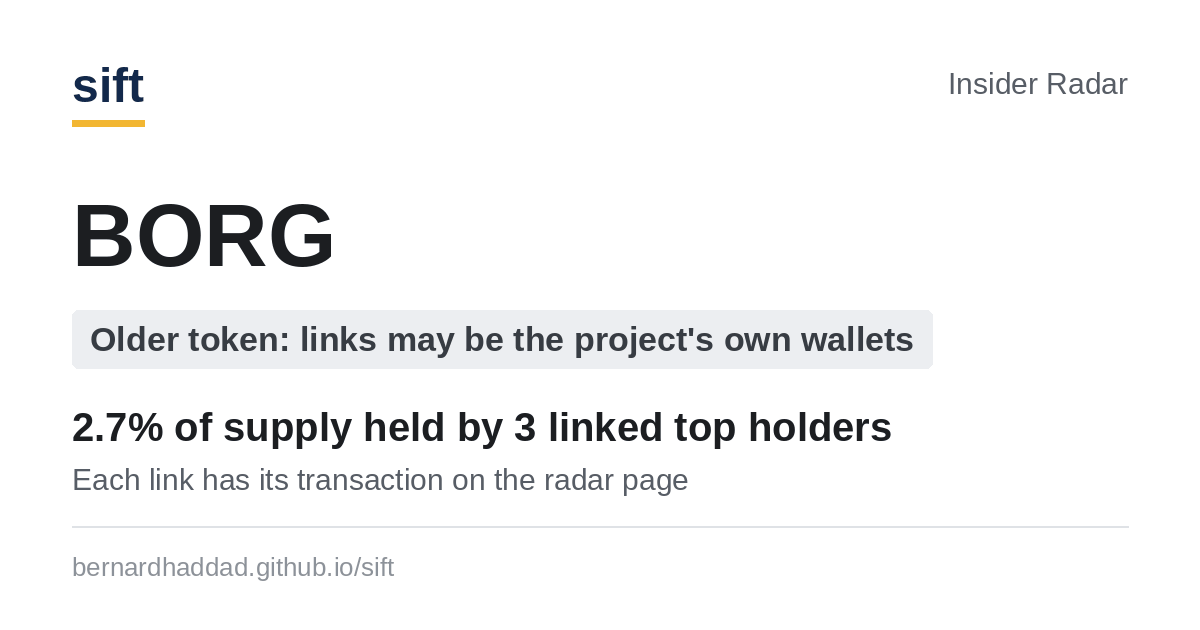 sift
Insider Radar
BORG
Older token: links may be the project's own wallets
2.7% of supply held by 3 linked top holders
Each link has its transaction on the radar page
bernardhaddad.github.io/sift